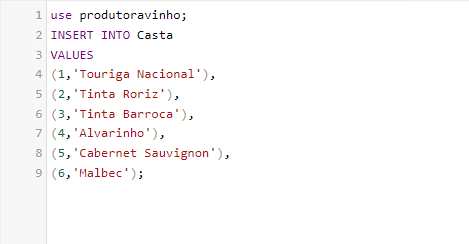 1 use produtoravinho;
2 INSERT INTO Casta
3 VALUES
4 (1,'Touriga Nacional'),
5 (2,'Tinta Roriz'),
6 (3,'Tinta Barroca'),
7 (4,'Alvarinho'),
8 (5,'Cabernet Sauvignon'),
9 (6,'Malbec');